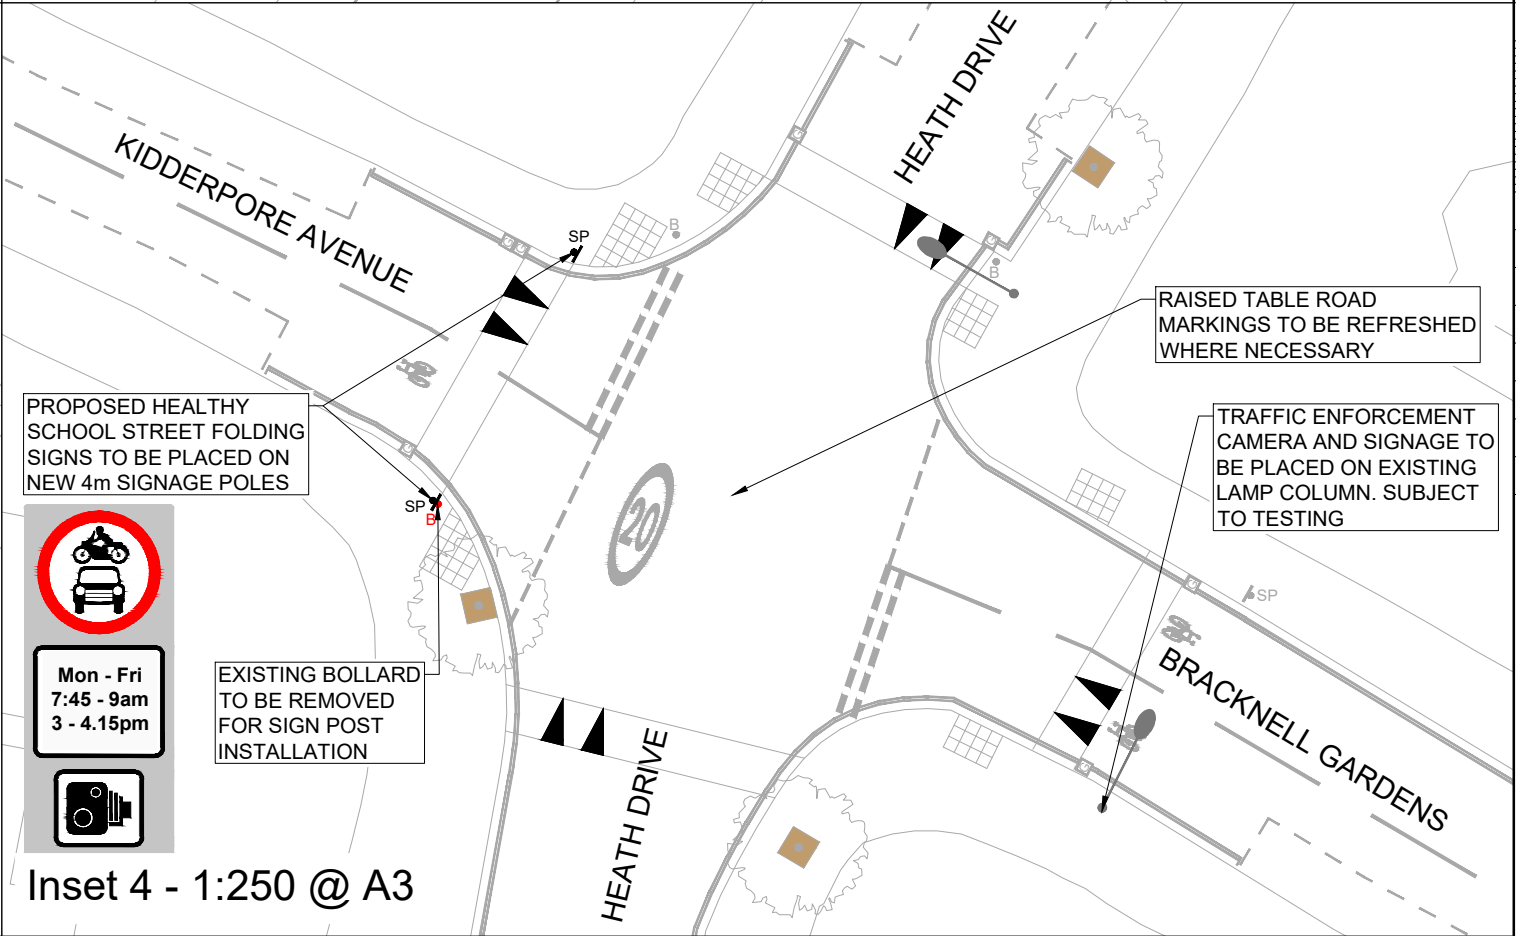 HEATH DRIVE
KIDDERPORE AVENUE
SP
B
B
RAISED TABLE ROAD
MARKINGS TO BE REFRESHED
WHERE NECESSARY
PROPOSED HEALTHY
SCHOOL STREET FOLDING
SIGNS TO BE PLACED ON
NEW 4m SIGNAGE POLES
TRAFFIC ENFORCEMENT
CAMERA AND SIGNAGE TO
BE PLACED ON EXISTING
LAMP COLUMN. SUBJECT
TO TESTING
SP
B
20
SP
Mon - Fri
7:45 - 9am
3 - 4.15pm
EXISTING BOLLARD
TO BE REMOVED
FOR SIGN POST
INSTALLATION
BRACKNELL GARDENS
HEATH DRIVE
Inset 4 - 1:250 @ A3